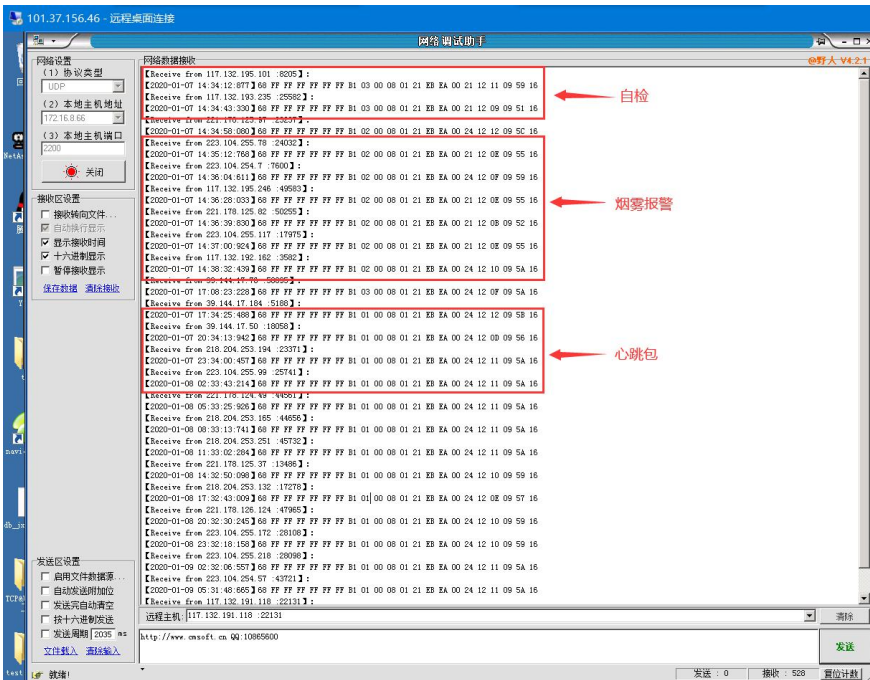 101.37.156.46 - 远程桌面连接
网络调试助手
网络设置
网络数据接收
@野人 V4.2.1
(1) 协议类型
UDP
(2) 本地主机地址
172.16.8.66
(3) 本地主机端口
2200
关闭
接收区设置
接收转向文件...
自动换行显示
显示接收时间
十六进制显示
暂停接收显示
保存数据 清除接收
【Receive from 117.132.195.101 :8205】:
【2020-01-07 14:34:12:877】68 FF FF FF FF FF FF B1 03 00 08 01 21 EB EA 00 21 12 11 09 59 16
【Receive from 117.132.193.235 :25582】:
【2020-01-07 14:34:43:330】68 FF FF FF FF FF FF B1 03 00 08 01 21 EB EA 00 21 12 09 09 51 16
自检
【2020-01-07 14:34:58:080】68 FF FF FF FF FF FF B1 02 00 08 01 21 EB EA 00 24 12 12 09 5C 16
【Receive from 223.104.255.78 :24032】:
【2020-01-07 14:35:12:768】68 FF FF FF FF FF FF B1 02 00 08 01 21 EB EA 00 21 12 0E 09 55 16
【Receive from 223.104.254.7 :7600】:
【2020-01-07 14:36:04:611】68 FF FF FF FF FF FF B1 02 00 08 01 21 EB EA 00 24 12 0F 09 59 16
【Receive from 117.132.195.246 :49583】:
【2020-01-07 14:36:28:033】68 FF FF FF FF FF FF B1 02 00 08 01 21 EB EA 00 21 12 0E 09 55 16
烟雾报警
【Receive from 221.178.125.82 :50255】:
【2020-01-07 14:36:39:830】68 FF FF FF FF FF FF B1 02 00 08 01 21 EB EA 00 21 12 0B 09 52 16
【Receive from 223.104.255.117 :17975】:
【2020-01-07 14:37:00:924】68 FF FF FF FF FF FF B1 02 00 08 01 21 EB EA 00 21 12 0E 09 55 16
【Receive from 117.132.192.162 :3582】:
【2020-01-07 14:38:32:439】68 FF FF FF FF FF FF B1 02 00 08 01 21 EB EA 00 24 12 10 09 5A 16
【2020-01-07 17:08:23:228】68 FF FF FF FF FF FF B1 03 00 08 01 21 EB EA 00 24 12 0F 09 5A 16
【Receive from 39.144.17.184 :5188】:
【2020-01-07 17:34:25:488】68 FF FF FF FF FF FF B1 01 00 08 01 21 EB EA 00 24 12 12 09 5B 16
【Receive from 39.144.17.50 :18058】:
【2020-01-07 20:34:13:942】68 FF FF FF FF FF FF B1 01 00 08 01 21 EB EA 00 24 12 0D 09 56 16
【Receive from 218.204.253.194 :23371】:
心跳包
【2020-01-07 23:34:00:457】68 FF FF FF FF FF FF B1 01 00 08 01 21 EB EA 00 24 12 11 09 5A 16
【Receive from 223.104.255.99 :25741】:
【2020-01-08 02:33:43:214】68 FF FF FF FF FF FF B1 01 00 08 01 21 EB EA 00 24 12 11 09 5A 16
【Receive from 221.178.124.49 :44561】:
【2020-01-08 05:33:25:926】68 FF FF FF FF FF FF B1 01 00 08 01 21 EB EA 00 24 12 11 09 5A 16
【Receive from 218.204.253.165 :44656】:
【2020-01-08 08:33:13:741】68 FF FF FF FF FF FF B1 01 00 08 01 21 EB EA 00 24 12 11 09 5A 16
【Receive from 218.204.253.251 :45732】:
【2020-01-08 11:33:02:284】68 FF FF FF FF FF FF B1 01 00 08 01 21 EB EA 00 24 12 11 09 5A 16
【Receive from 221.178.125.37 :13486】:
【2020-01-08 14:32:50:098】68 FF FF FF FF FF FF B1 01 00 08 01 21 EB EA 00 24 12 10 09 59 16
【Receive from 218.204.253.132 :17278】:
【2020-01-08 17:32:43:009】68 FF FF FF FF FF FF B1 01 00 08 01 21 EB EA 00 24 12 0E 09 57 16
【Receive from 221.178.126.124 :47965】:
【2020-01-08 20:32:30:245】68 FF FF FF FF FF FF B1 01 00 08 01 21 EB EA 00 24 12 10 09 59 16
【Receive from 223.104.255.172 :28108】:
【2020-01-08 23:32:18:158】68 FF FF FF FF FF FF B1 01 00 08 01 21 EB EA 00 24 12 10 09 59 16
【Receive from 223.104.255.218 :28098】:
【2020-01-09 02:32:06:557】68 FF FF FF FF FF FF B1 01 00 08 01 21 EB EA 00 24 12 11 09 5A 16
【Receive from 223.104.254.57 :43721】:
【2020-01-09 05:31:48:665】68 FF FF FF FF FF FF B1 01 00 08 01 21 EB EA 00 24 12 11 09 5A 16
【Receive from 117.132.191.118 :22131】:
发送区设置
启用文件数据源...
自动发送附加位
发送完自动清空
按十六进制发送
发送周期 2035 ms
文件载入 清除输入
远程主机: 117.132.191.118 :22131
清除
http://www.cmsoft.cn QQ:10865600
发送
就绪!
发送 : 0
接收 : 528
复位计数